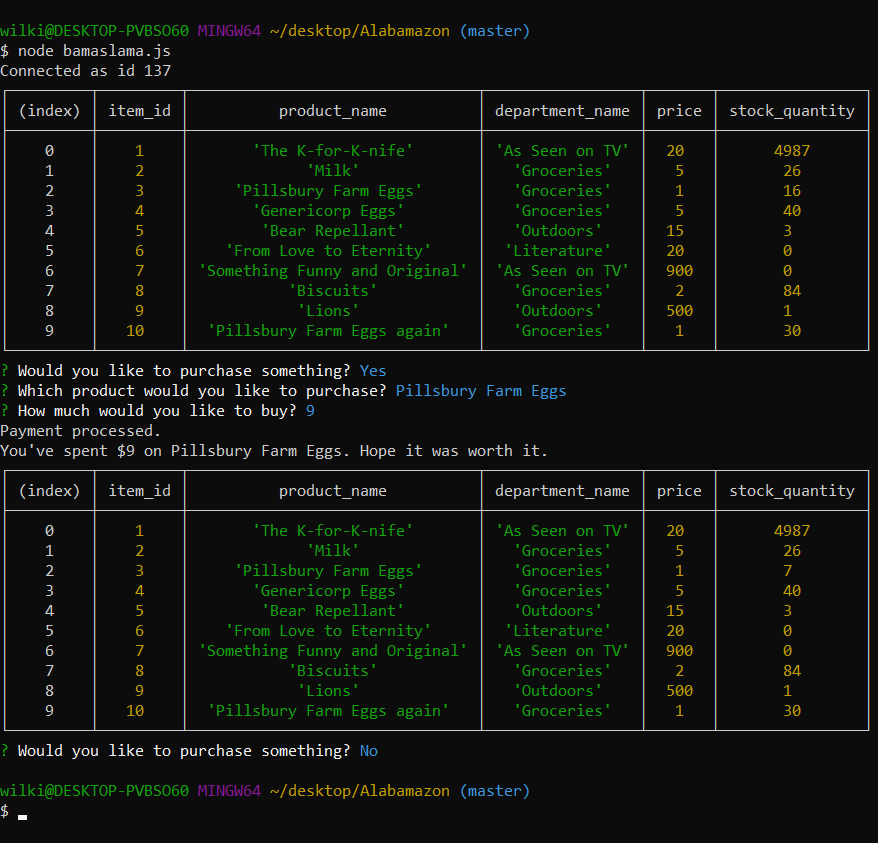 wilki@DESKTOP-PVBSO60 MINGW64 ~/desktop/Alabamazon (master)
$ node bamaslama.js
Connected as id 137
(index) item_id product_name department_name price stock_quantity
0 1 'The K-for-K-nife' 'As Seen on TV' 20 4987
1 2 'Milk' 'Groceries' 5 26
2 3 'Pillsbury Farm Eggs' 'Groceries' 1 16
3 4 'Genericorp Eggs' 'Groceries' 5 40
4 5 'Bear Repellant' 'Outdoors' 15 3
5 6 'From Love to Eternity' 'Literature' 20 0
6 7 'Something Funny and Original' 'As Seen on TV' 900 0
7 8 'Biscuits' 'Groceries' 2 84
8 9 'Lions' 'Outdoors' 500 1
9 10 'Pillsbury Farm Eggs again' 'Groceries' 1 30
? Would you like to purchase something? Yes
? Which product would you like to purchase? Pillsbury Farm Eggs
? How much would you like to buy? 9
Payment processed.
You've spent $9 on Pillsbury Farm Eggs. Hope it was worth it.
(index) item_id product_name department_name price stock_quantity
0 1 'The K-for-K-nife' 'As Seen on TV' 20 4987
1 2 'Milk' 'Groceries' 5 26
2 3 'Pillsbury Farm Eggs' 'Groceries' 1 7
3 4 'Genericorp Eggs' 'Groceries' 5 40
4 5 'Bear Repellant' 'Outdoors' 15 3
5 6 'From Love to Eternity' 'Literature' 20 0
6 7 'Something Funny and Original' 'As Seen on TV' 900 0
7 8 'Biscuits' 'Groceries' 2 84
8 9 'Lions' 'Outdoors' 500 1
9 10 'Pillsbury Farm Eggs again' 'Groceries' 1 30
? Would you like to purchase something? No
wilki@DESKTOP-PVBSO60 MINGW64 ~/desktop/Alabamazon (master)
$